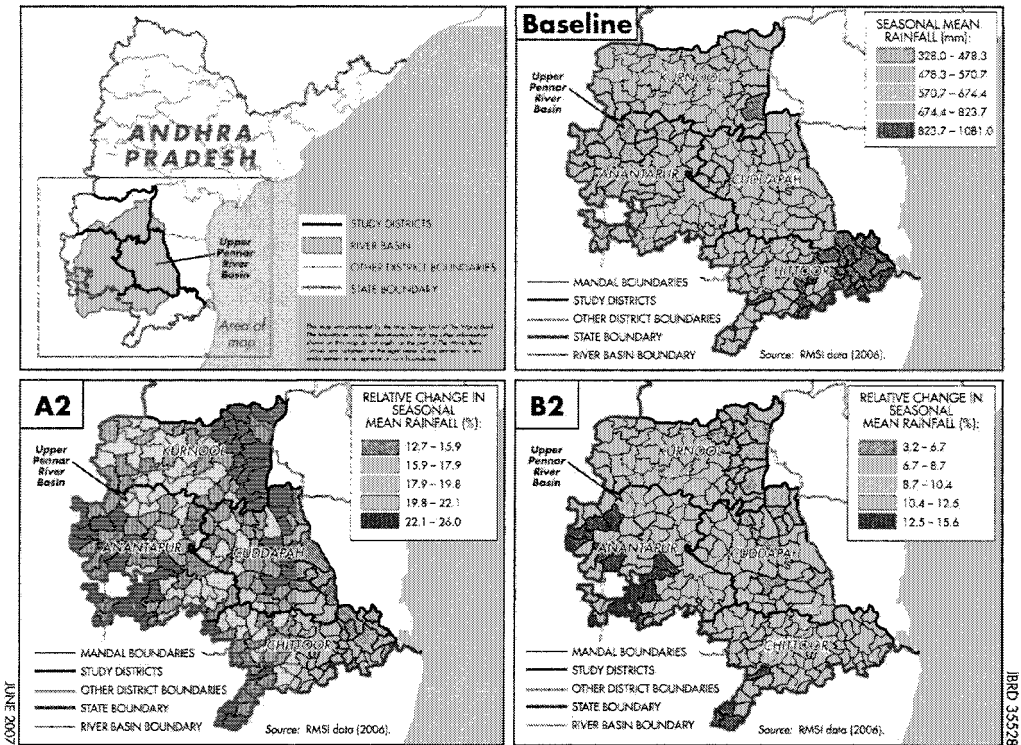 ANDHRA
PRADESH
Upper
Pennar
River
Basin
Area of
map
STUDY DISTRICTS
RIVER BASIN
OTHER DISTRICT BOUNDARIES
STATE BOUNDARY
Baseline
SEASONAL MEAN
RAINFALL (mm):
328.0 – 478.3
478.3 – 570.7
570.7 – 674.4
674.4 – 823.7
823.7 – 1081.0
Upper
Pennar
River
Basin
KURNOOL
ANANTAPUR
CUDDAPAH
CHITTOOR
MANDAL BOUNDARIES
STUDY DISTRICTS
OTHER DISTRICT BOUNDARIES
STATE BOUNDARY
RIVER BASIN BOUNDARY
Source: RMSI data (2006).
A2
RELATIVE CHANGE IN
SEASONAL
MEAN RAINFALL (%):
12.7 – 15.9
15.9 – 17.9
17.9 – 19.8
19.8 – 22.1
22.1 – 26.0
Upper
Pennar
River
Basin
KURNOOL
ANANTAPUR
CUDDAPAH
CHITTOOR
MANDAL BOUNDARIES
STUDY DISTRICTS
OTHER DISTRICT BOUNDARIES
STATE BOUNDARY
RIVER BASIN BOUNDARY
Source: RMSI data (2006).
B2
RELATIVE CHANGE IN
SEASONAL
MEAN RAINFALL (%):
3.2 – 6.7
6.7 – 8.7
8.7 – 10.4
10.4 – 12.5
12.5 – 15.6
Upper
Pennar
River
Basin
KURNOOL
ANANTAPUR
CUDDAPAH
CHITTOOR
MANDAL BOUNDARIES
STUDY DISTRICTS
OTHER DISTRICT BOUNDARIES
STATE BOUNDARY
RIVER BASIN BOUNDARY
Source: RMSI data (2006).
JUNE 2007
IBRD 35528